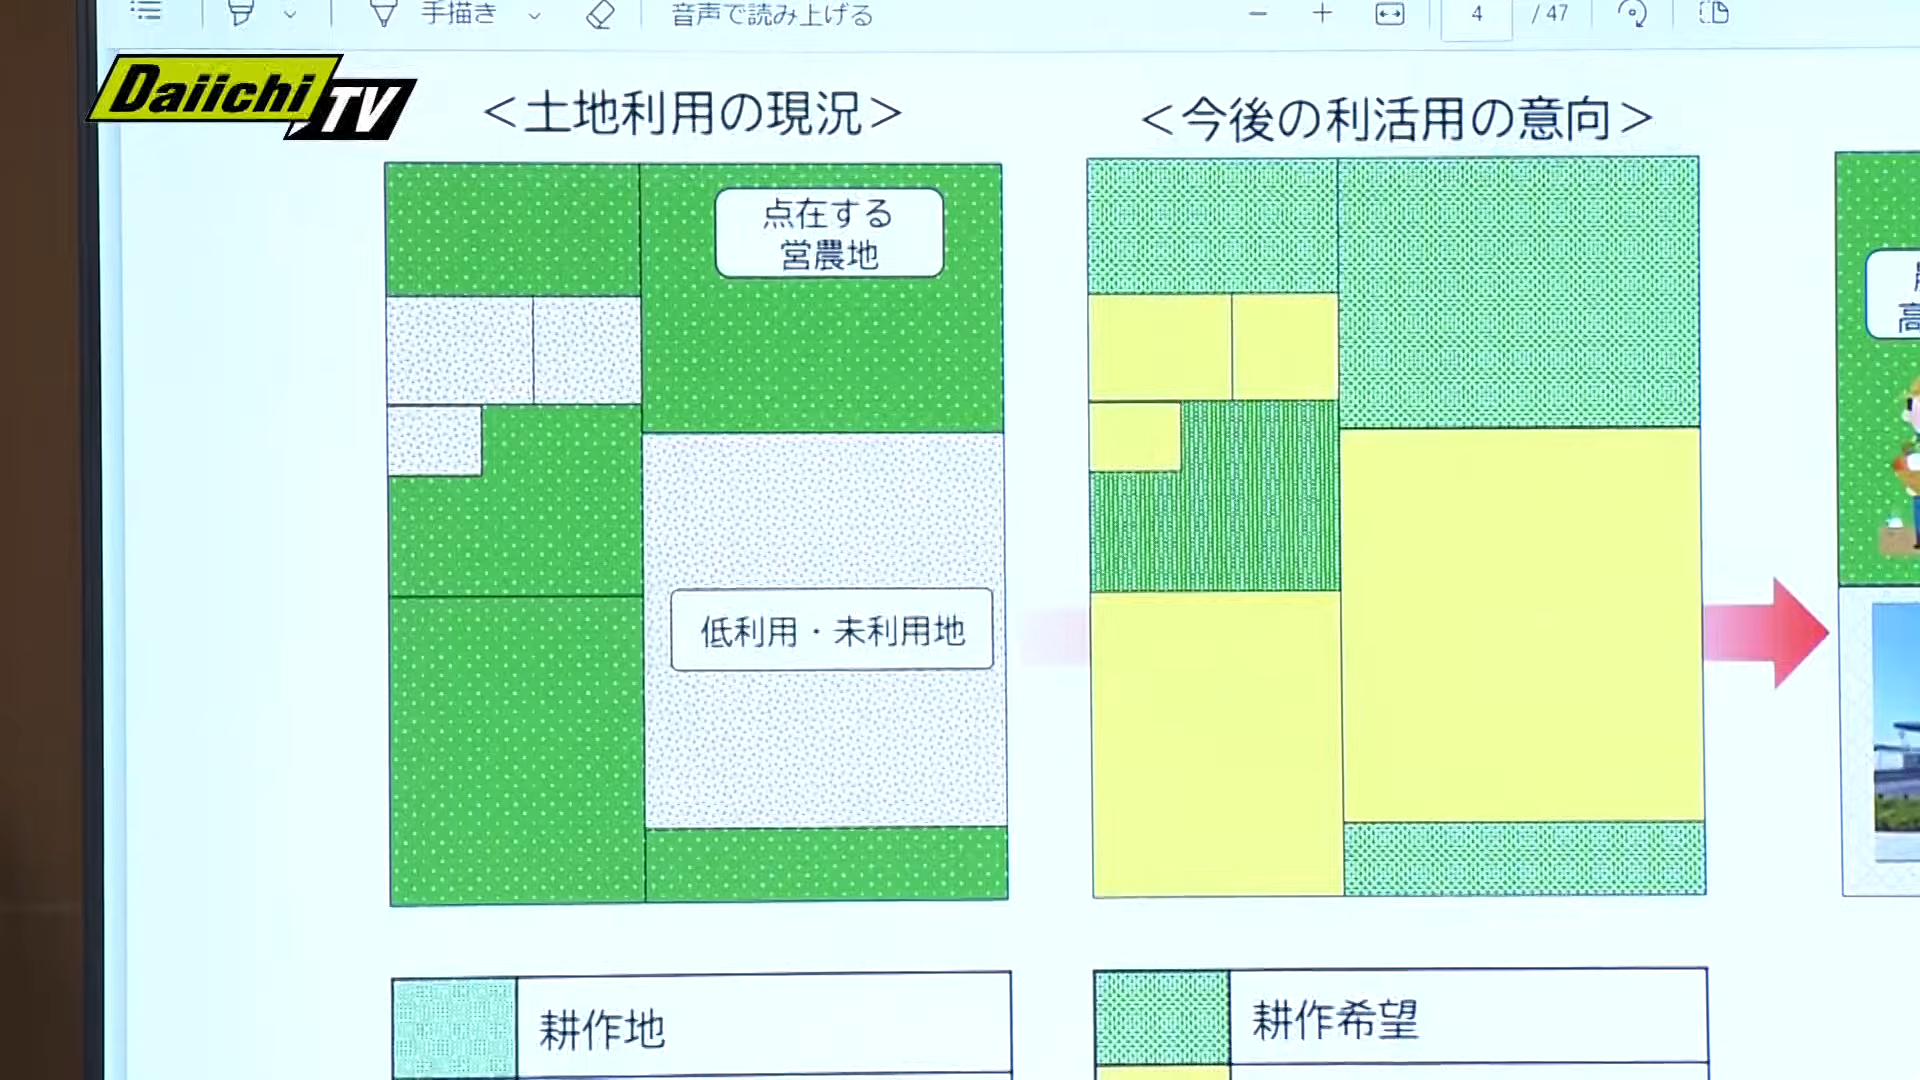 手描き
音声で読み上げる
4
/ 47
Daiichi TV
＜土地利用の現況＞
＜今後の利活用の意向＞
点在する
営農地
低利用・未利用地
高
耕作地
耕作希望